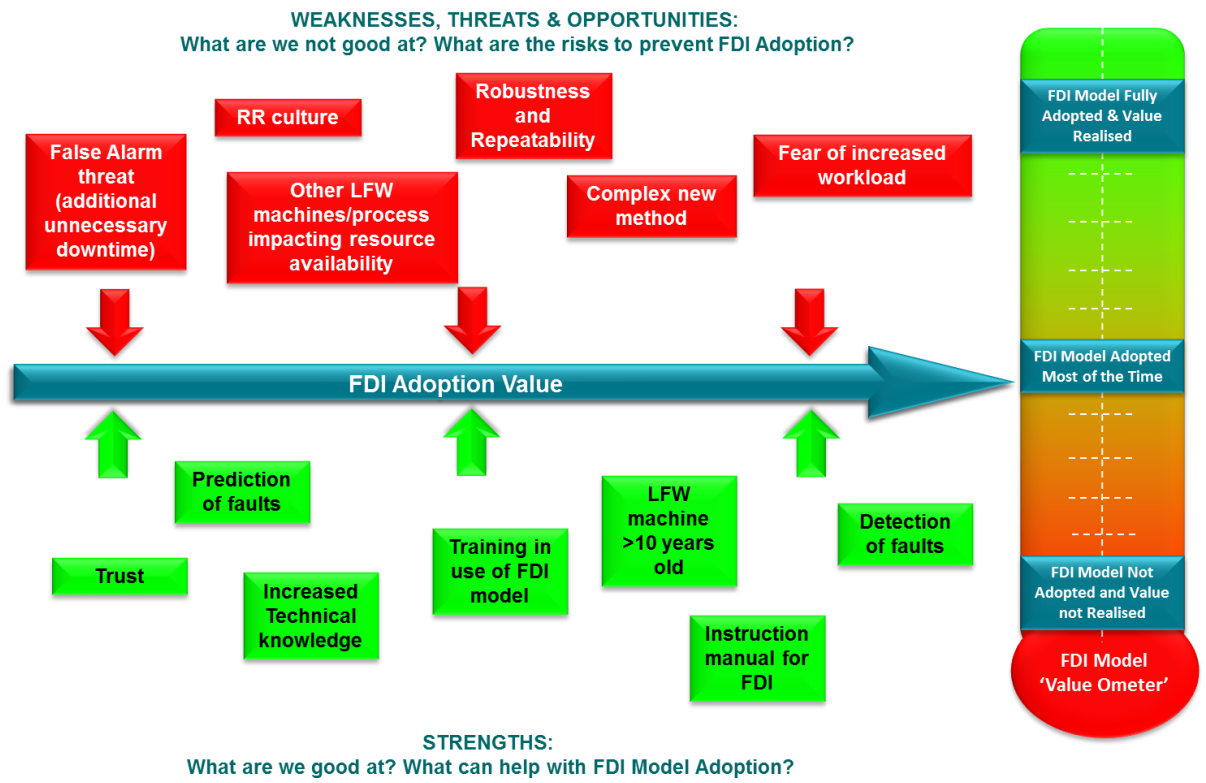 WEAKNESSES, THREATS & OPPORTUNITIES:
What are we not good at? What are the risks to prevent FDI Adoption?
False Alarm
threat
(additional
unnecessary
downtime)
RR culture
Other LFW
machines/process
impacting resource
availability
Robustness
and
Repeatability
Complex new
method
Fear of increased
workload
FDI Adoption Value
Trust
Prediction
of faults
Increased
Technical
knowledge
Training in
use of FDI
model
LFW
machine
>10 years
old
Instruction
manual for
FDI
Detection
of faults
STRENGTHS:
What are we good at? What can help with FDI Model Adoption?
FDI Model Fully
Adopted & Value
Realised
FDI Model Adopted
Most of the Time
FDI Model Not
Adopted and Value
not Realised
FDI Model
‘Value Ometer’